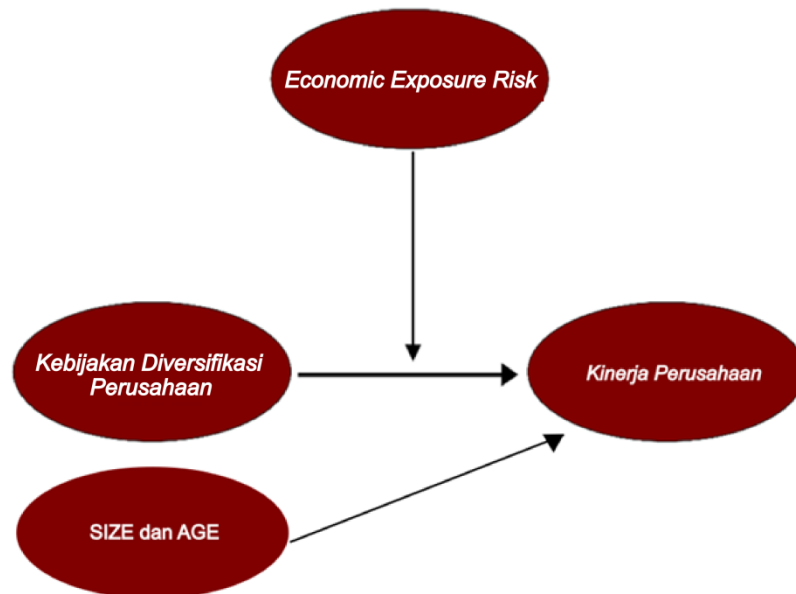 Economic Exposure Risk
Kebijakan Diversifikasi
Perusahaan
Kinerja Perusahaan
SIZE dan AGE